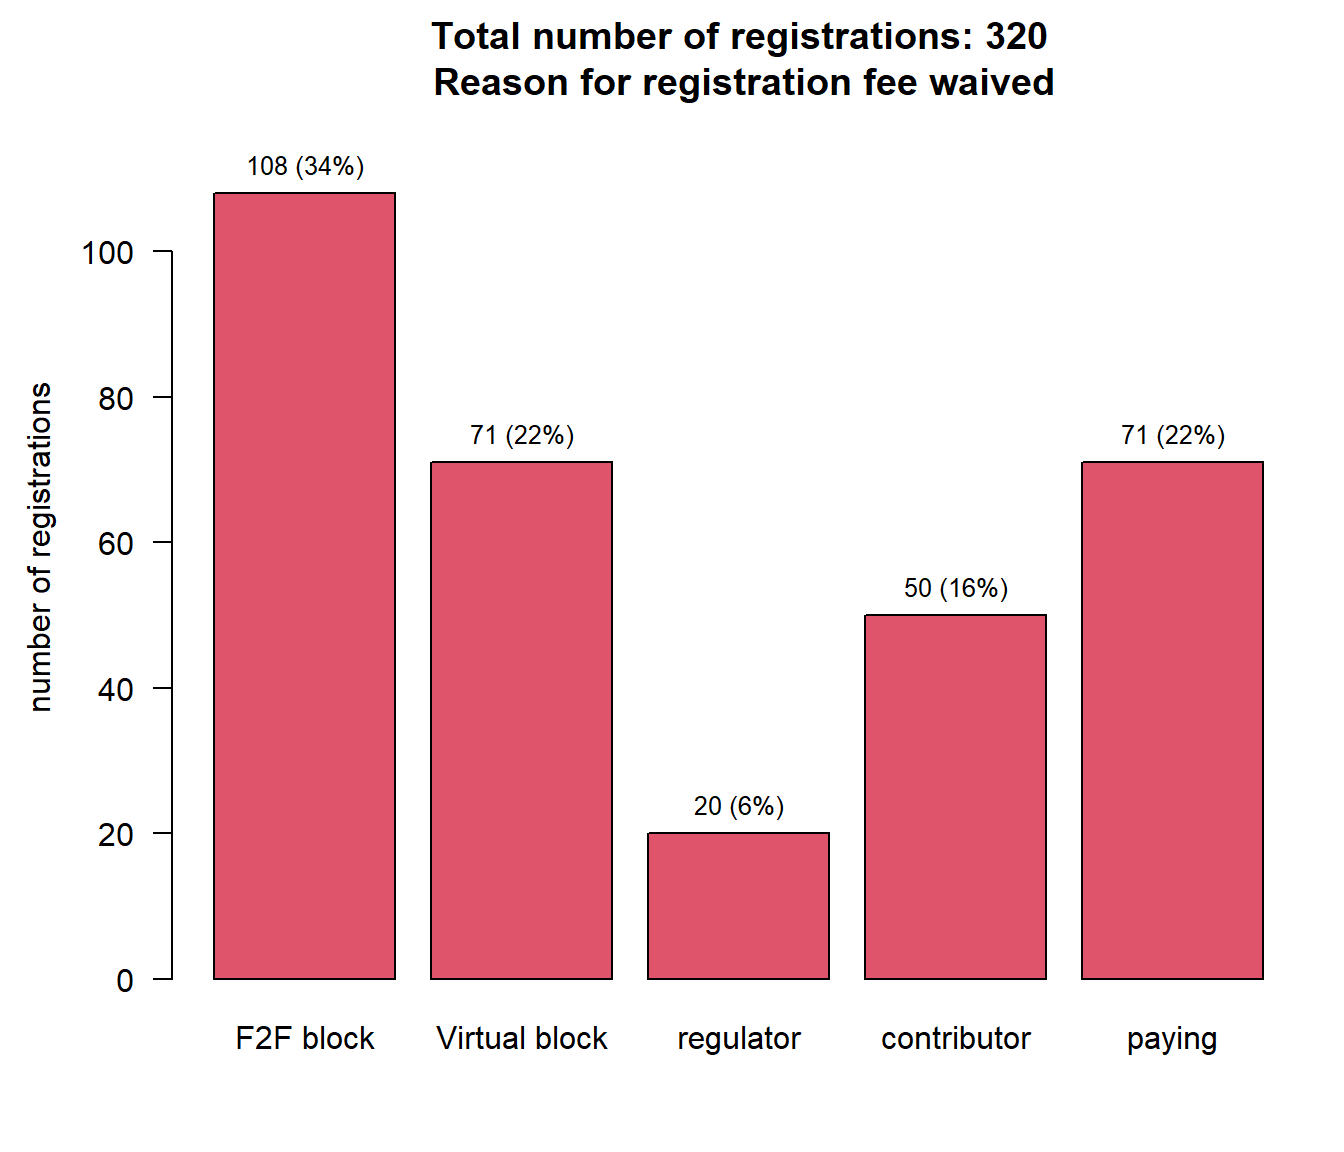 Total number of registrations: 320
Reason for registration fee waived
108 (34%)
71 (22%)
20 (6%)
50 (16%)
71 (22%)
number of registrations
100
80
60
40
20
0
F2F block
Virtual block
regulator
contributor
paying